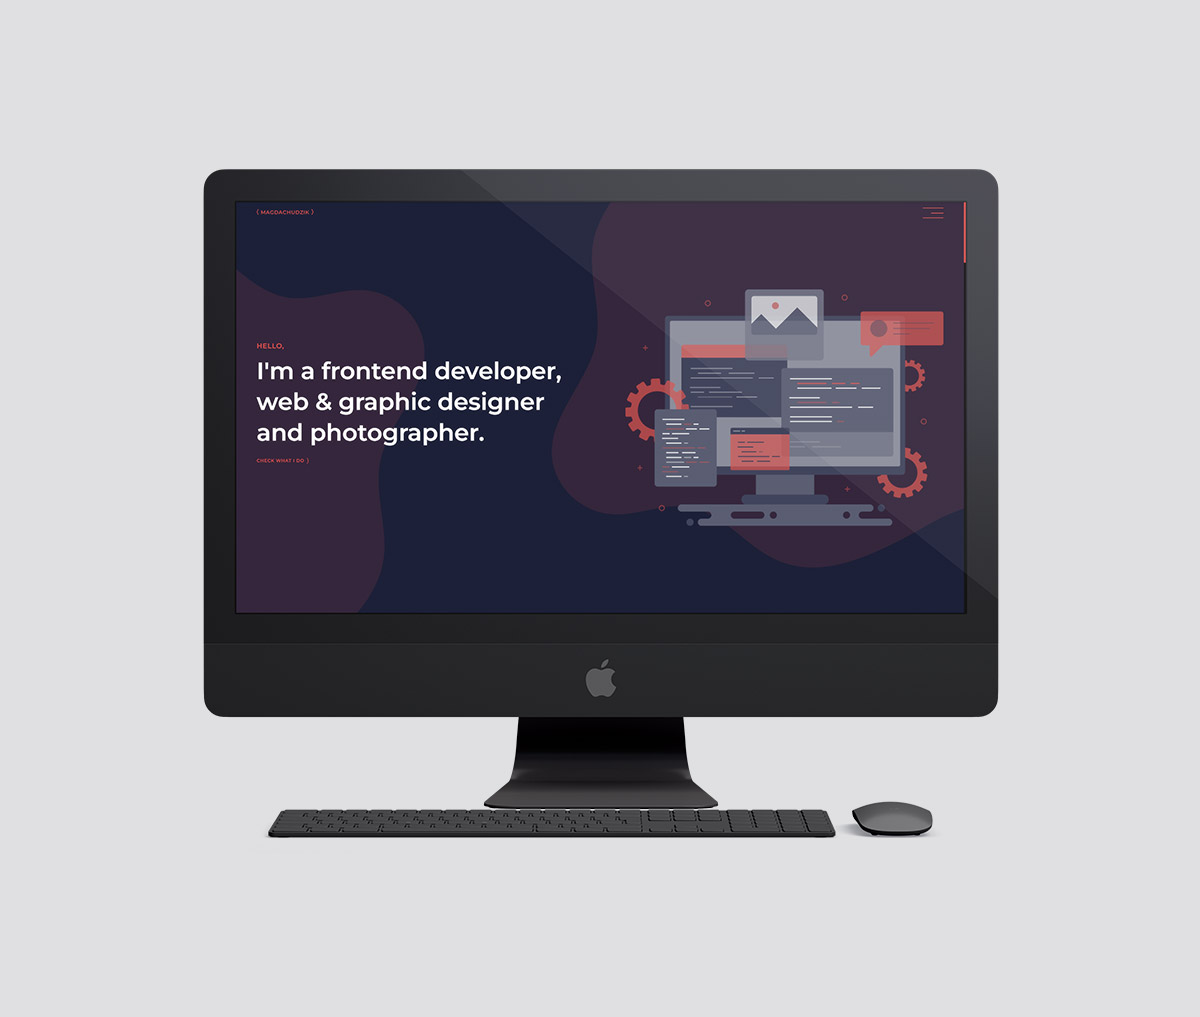 ( MAGDACHUDZIK )
HELLO,
I'm a frontend developer,
web & graphic designer
and photographer.
CHECK WHAT I DO )